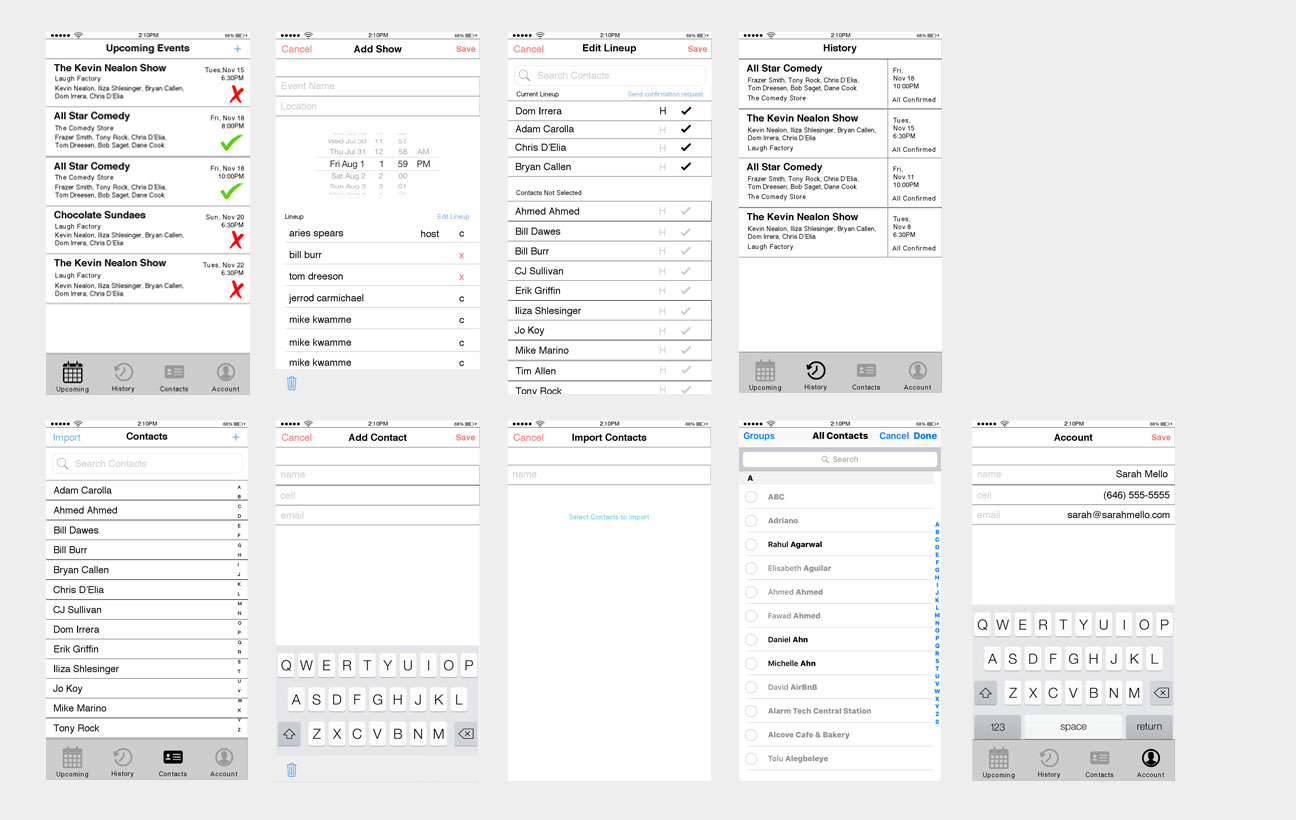 2:10PM
68%
Upcoming Events +
The Kevin Nealon Show
Tues,Nov 15
6:30PM
Laugh Factory
Kevin Nealon, Iliza Shlesinger, Bryan Callen,
Dom Irrera, Chris D'Elia
All Star Comedy
Fri, Nov 18
8:00PM
The Comedy Store
Frazer Smith, Tony Rock, Chris D'Elia,
Tom Dreesen, Bob Saget, Dane Cook
All Star Comedy
Fri, Nov 18
10:00PM
The Comedy Store
Frazer Smith, Tony Rock, Chris D'Elia,
Tom Dreesen, Bob Saget, Dane Cook
Chocolate Sundaes
Sun, Nov 20
6:30PM
Laugh Factory
Kevin Nealon, Iliza Shlesinger, Bryan Callen,
Dom Irrera, Chris D'Elia
The Kevin Nealon Show
Tues, Nov 22
6:30PM
Laugh Factory
Kevin Nealon, Iliza Shlesinger, Bryan Callen,
Dom Irrera, Chris D'Elia
Upcoming History Contacts Account
2:10PM
68%
Cancel Add Show Save
Event Name
Location
Wed Jul 30 11 57
Thu Jul 31 12 58 AM
Fri Aug 1 1 59 PM
Sat Aug 2 2 00
Sun Aug 3 3 01
Lineup Edit Lineup
aries spears host c
bill burr x
tom dreeson x
jerrod carmichael c
mike kwamme c
mike kwamme c
mike kwamme c
2:10PM
68%
Cancel Edit Lineup Save
Search Contacts
Current Lineup Send confirmation request
Dom Irrera H
Adam Carolla H
Chris D'Elia H
Bryan Callen H
Contacts Not Selected
Ahmed Ahmed H
Bill Dawes H
Bill Burr H
CJ Sullivan H
Erik Griffin H
Iliza Shlesinger H
Jo Koy H
Mike Marino H
Tim Allen H
Tony Rock H
2:10PM
68%
History
All Star Comedy
Frazer Smith, Tony Rock, Chris D'Elia,
Tom Dreesen, Bob Saget, Dane Cook
The Comedy Store
Fri,
Nov 18
10:00PM
All Confirmed
The Kevin Nealon Show
Kevin Nealon, Iliza Shlesinger, Bryan Callen,
Dom Irrera, Chris D'Elia
Laugh Factory
Tues,
Nov 15
6:30PM
All Confirmed
All Star Comedy
Frazer Smith, Tony Rock, Chris D'Elia,
Tom Dreesen, Bob Saget, Dane Cook
The Comedy Store
Fri,
Nov 11
10:00PM
All Confirmed
The Kevin Nealon Show
Kevin Nealon, Iliza Shlesinger, Bryan Callen,
Dom Irrera, Chris D'Elia
Laugh Factory
Tues,
Nov 8
6:30PM
All Confirmed
Upcoming History Contacts Account
2:10PM
68%
Import Contacts +
Search Contacts
Adam Carolla
Ahmed Ahmed
Bill Dawes
Bill Burr
Bryan Callen
Chris D'Elia
CJ Sullivan
Dom Irrera
Erik Griffin
Iliza Shlesinger
Jo Koy
Mike Marino
Tony Rock
A
B
C
D
E
F
G
H
I
J
K
L
M
N
O
P
Q
R
S
T
U
V
W
X
Y
Z
Upcoming History Contacts Account
2:10PM
68%
Cancel Add Contact Save
name
cell
email
Q W E R T Y U I O P
A S D F G H J K L
Z X C V B N M
2:10PM
68%
Cancel Import Contacts
name
Select Contacts to Import
2:10PM
68%
Groups All Contacts Cancel Done
Search
A
ABC
Adriano
Rahul Agarwal
Elisabeth Aguilar
Ahmed Ahmed
Fawad Ahmed
Daniel Ahn
Michelle Ahn
David AirBnB
Alarm Tech Central Station
Alcove Cafe & Bakery
Tolu Alegbeleye
A
B
C
D
E
F
G
H
I
J
K
L
M
N
O
P
Q
R
S
T
U
V
W
X
Y
Z
#
2:10PM
68%
Account Save
name Sarah Mello
cell (646) 555-5555
email sarah@sarahmello.com
Q W E R T Y U I O P
A S D F G H J K L
Z X C V B N M
123 space return
Upcoming History Contacts Account